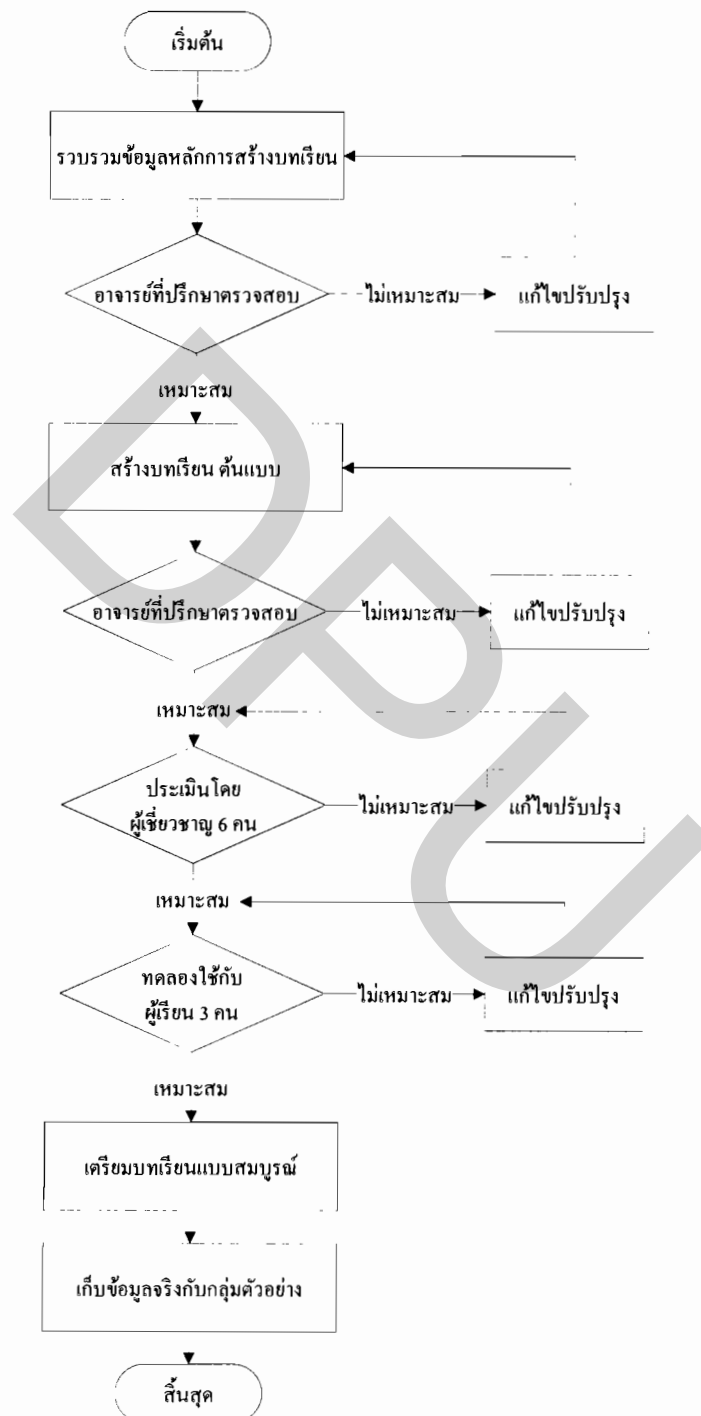 เริ่มต้น
รวบรวมข้อมูลหลักการสร้างบทเรียน
อาจารย์ที่ปรึกษาตรวจสอบ
ไม่เหมาะสม
แก้ไขปรับปรุง
เหมาะสม
สร้างบทเรียน ต้นแบบ
อาจารย์ที่ปรึกษาตรวจสอบ
ไม่เหมาะสม
แก้ไขปรับปรุง
เหมาะสม
ประเมินโดย
ผู้เชี่ยวชาญ 6 คน
ไม่เหมาะสม
แก้ไขปรับปรุง
เหมาะสม
ทดลองใช้กับ
ผู้เรียน 3 คน
ไม่เหมาะสม
แก้ไขปรับปรุง
เหมาะสม
เตรียมบทเรียนแบบสมบูรณ์
เก็บข้อมูลจริงกับกลุ่มตัวอย่าง
สิ้นสุด
DPU